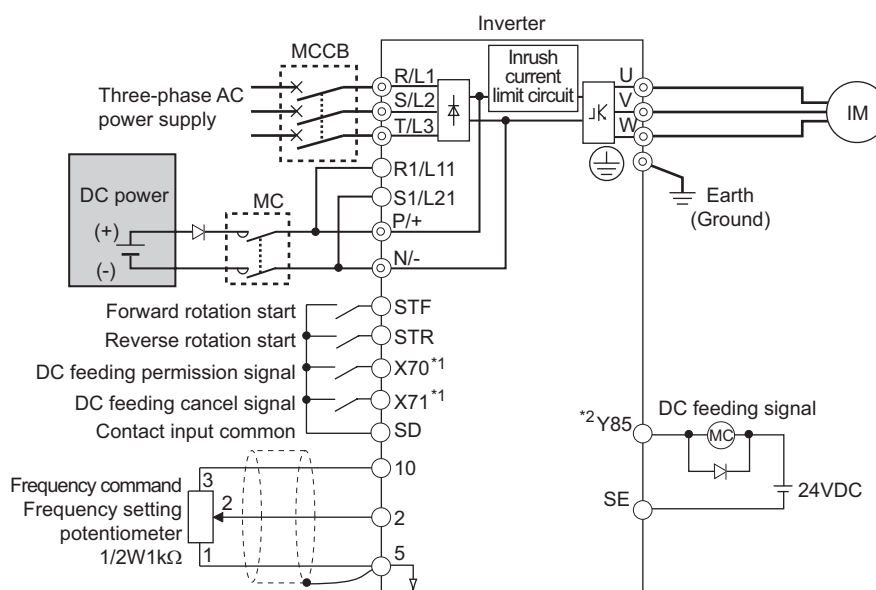 Inverter
MCCB
Three-phase AC
power supply
R/L1
S/L2
T/L3
Inrush
current
limit circuit
U
V
W
IM
R1/L11
S1/L21
DC power
(+)
(-)
MC
P/+
N/-
Earth
(Ground)
Forward rotation start
STF
Reverse rotation start
STR
DC feeding permission signal
X70*1
DC feeding cancel signal
X71*1
Contact input common
SD
*2Y85
DC feeding signal
MC
SE
24VDC
Frequency command
Frequency setting
potentiometer
1/2W1kΩ
3
2
1
10
2
5